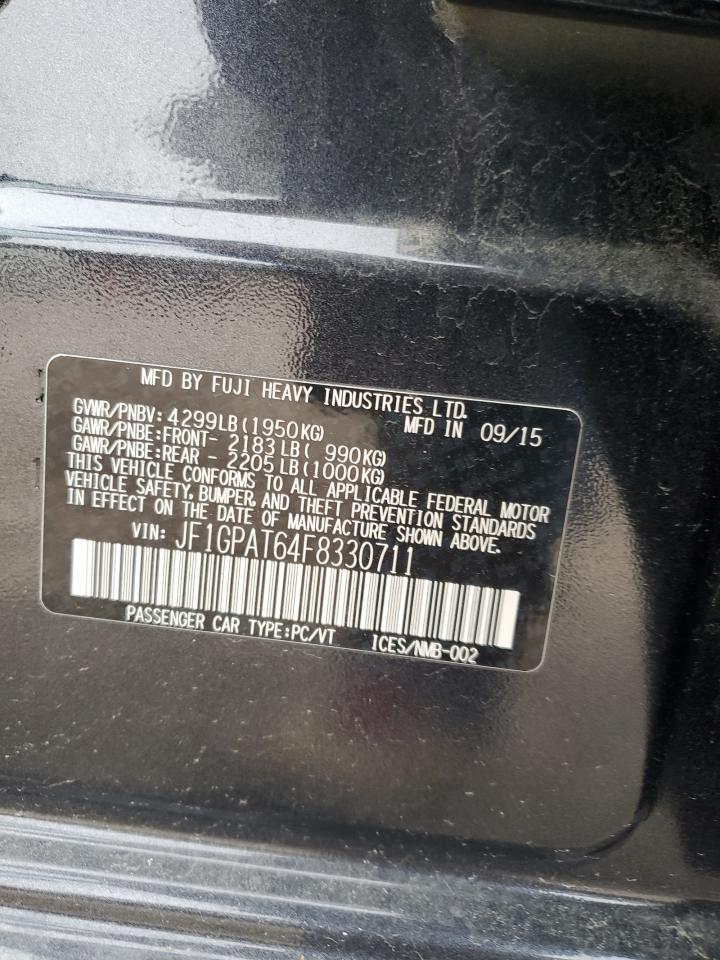 MFD BY FUJI HEAVY INDUSTRIES LTD.
GVWR/PNBV: 4299LB(1950KG) MFD IN 09/15
GAWR/PNBE:FRONT- 2183LB( 990KG)
GAWR/PNBE:REAR - 2205LB(1000KG)
THIS VEHICLE CONFORMS TO ALL APPLICABLE FEDERAL MOTOR
VEHICLE SAFETY, BUMPER, AND THEFT PREVENTION STANDARDS
IN EFFECT ON THE DATE OF MANUFACTURE SHOWN ABOVE.
VIN: JF1GPAT64F8330711
PASSENGER CAR TYPE:PC/VT ICES/NMB-002